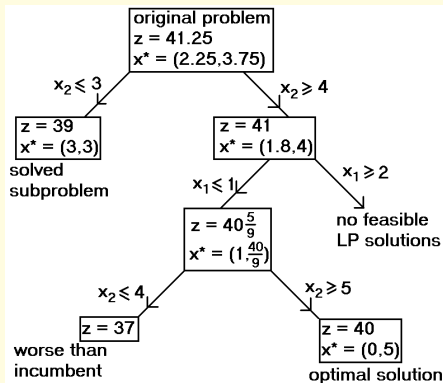 original problem
z = 41.25
x* = (2.25,3.75)
x₂ ≤ 3
x₂ ≥ 4
z = 39
x* = (3,3)
solved
subproblem
z = 41
x* = (1.8,4)
x₁ ≤ 1
x₁ ≥ 2
no feasible
LP solutions
z = 40 5/9
x* = (1, 40/9)
x₂ ≤ 4
x₂ ≥ 5
z = 37
worse than
incumbent
z = 40
x* = (0,5)
optimal solution